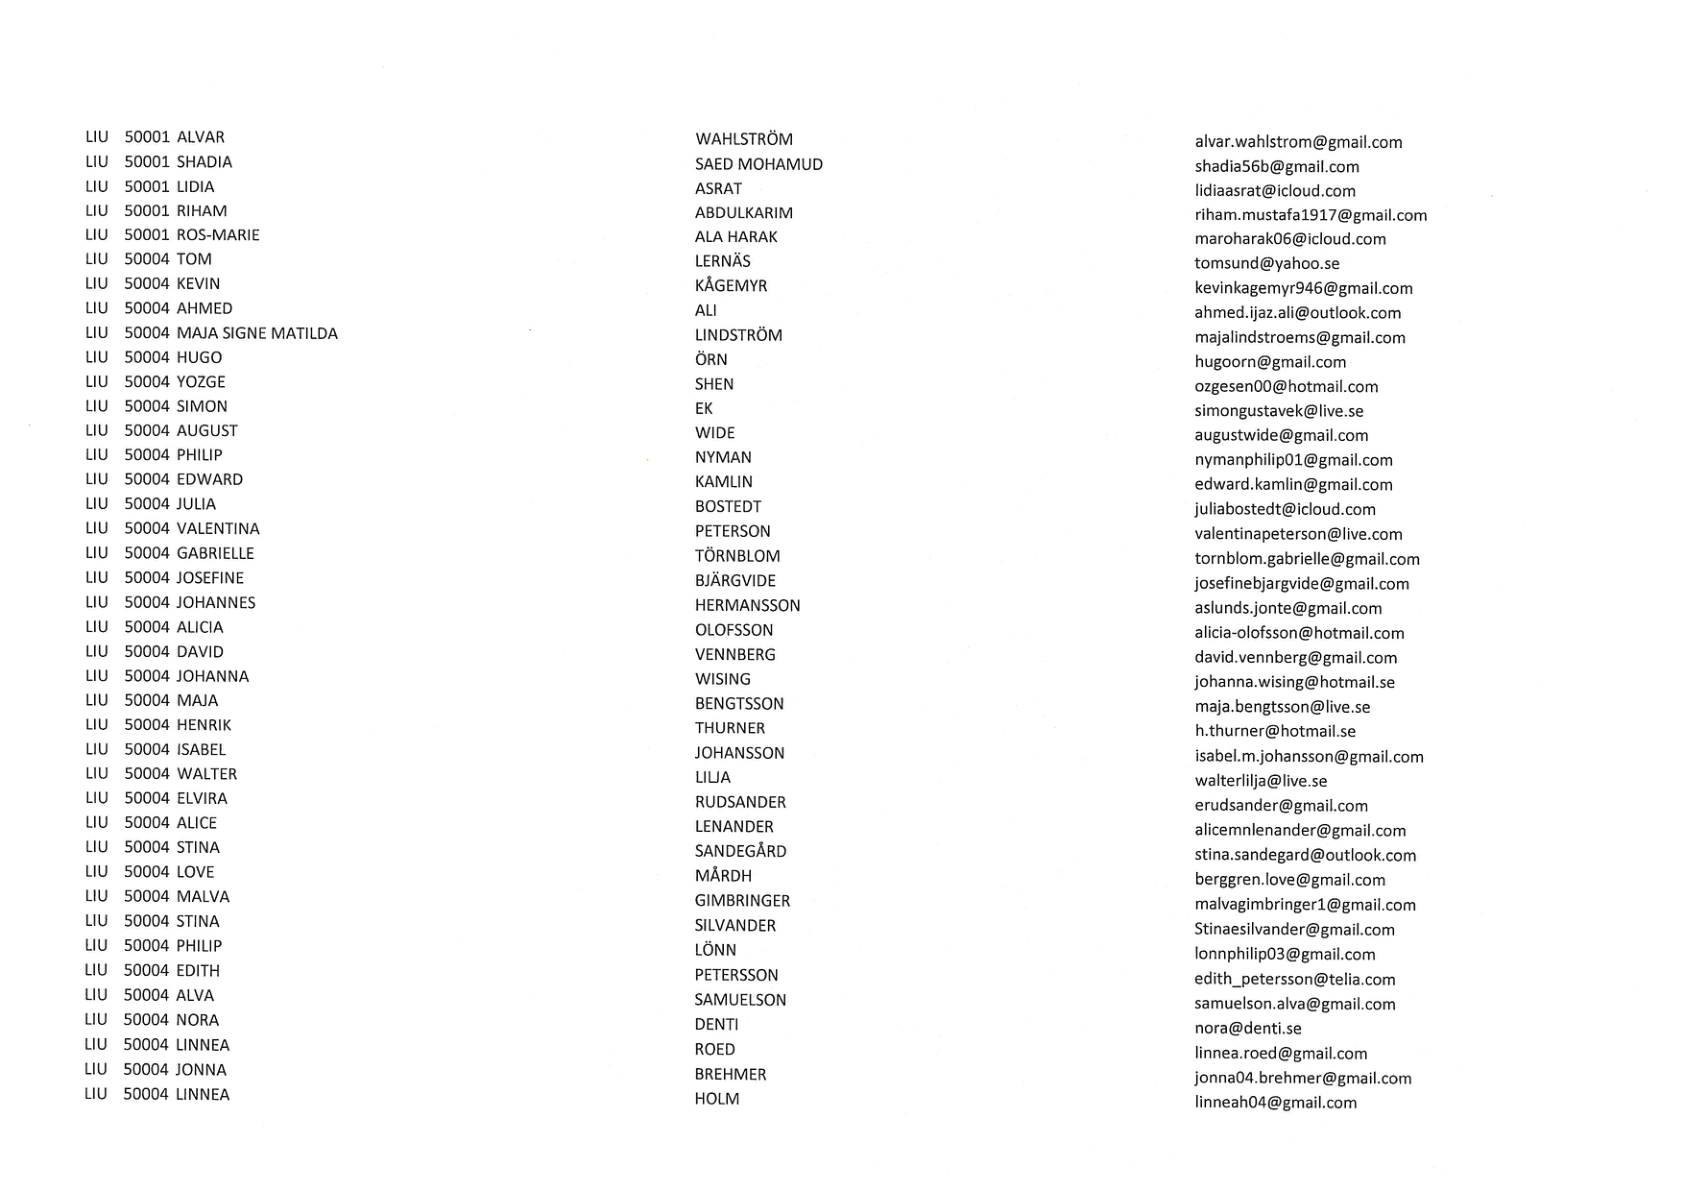 LIU 50001 ALVAR WAHLSTRÖM alvar.wahlstrom@gmail.com
LIU 50001 SHADIA SAED MOHAMUD shadia56b@gmail.com
LIU 50001 LIDIA ASRAT lidiaasrat@icloud.com
LIU 50001 RIHAM ABDULKARIM riham.mustafa1917@gmail.com
LIU 50001 ROS-MARIE ALA HARAK maroharak06@icloud.com
LIU 50004 TOM LERNÄS tomsund@yahoo.se
LIU 50004 KEVIN KÅGEMYR kevinkagemyr946@gmail.com
LIU 50004 AHMED ALI ahmed.ijaz.ali@outlook.com
LIU 50004 MAJA SIGNE MATILDA LINDSTRÖM majalindstroems@gmail.com
LIU 50004 HUGO ÖRN hugoorn@gmail.com
LIU 50004 YOZGE SHEN ozgesen00@hotmail.com
LIU 50004 SIMON EK simongustavek@live.se
LIU 50004 AUGUST WIDE augustwide@gmail.com
LIU 50004 PHILIP NYMAN nymanphilip01@gmail.com
LIU 50004 EDWARD KAMLIN edward.kamlin@gmail.com
LIU 50004 JULIA BOSTEDT juliabostedt@icloud.com
LIU 50004 VALENTINA PETERSON valentinapeterson@live.com
LIU 50004 GABRIELLE TÖRNBLOM tornblom.gabrielle@gmail.com
LIU 50004 JOSEFINE BJÄRGVIDE josefinebjargvide@gmail.com
LIU 50004 JOHANNES HERMANSSON aslunds.jonte@gmail.com
LIU 50004 ALICIA OLOFSSON alicia-olofsson@hotmail.com
LIU 50004 DAVID VENNBERG david.vennberg@gmail.com
LIU 50004 JOHANNA WISING johanna.wising@hotmail.se
LIU 50004 MAJA BENGTSSON maja.bengtsson@live.se
LIU 50004 HENRIK THURNER h.thurner@hotmail.se
LIU 50004 ISABEL JOHANSSON isabel.m.johansson@gmail.com
LIU 50004 WALTER LILJA walterlilja@live.se
LIU 50004 ELVIRA RUDSANDER erudsander@gmail.com
LIU 50004 ALICE LENANDER alicemnlenander@gmail.com
LIU 50004 STINA SANDEGÅRD stina.sandegard@outlook.com
LIU 50004 LOVE MÅRDH berggren.love@gmail.com
LIU 50004 MALVA GIMBRINGER malvagimbringer1@gmail.com
LIU 50004 STINA SILVANDER Stinaesilvander@gmail.com
LIU 50004 PHILIP LÖNN lonnphilip03@gmail.com
LIU 50004 EDITH PETERSSON edith_petersson@telia.com
LIU 50004 ALVA SAMUELSON samuelson.alva@gmail.com
LIU 50004 NORA DENTI nora@denti.se
LIU 50004 LINNEA ROED linnea.roed@gmail.com
LIU 50004 JONNA BREHMER jonna04.brehmer@gmail.com
LIU 50004 LINNEA HOLM linneah04@gmail.com